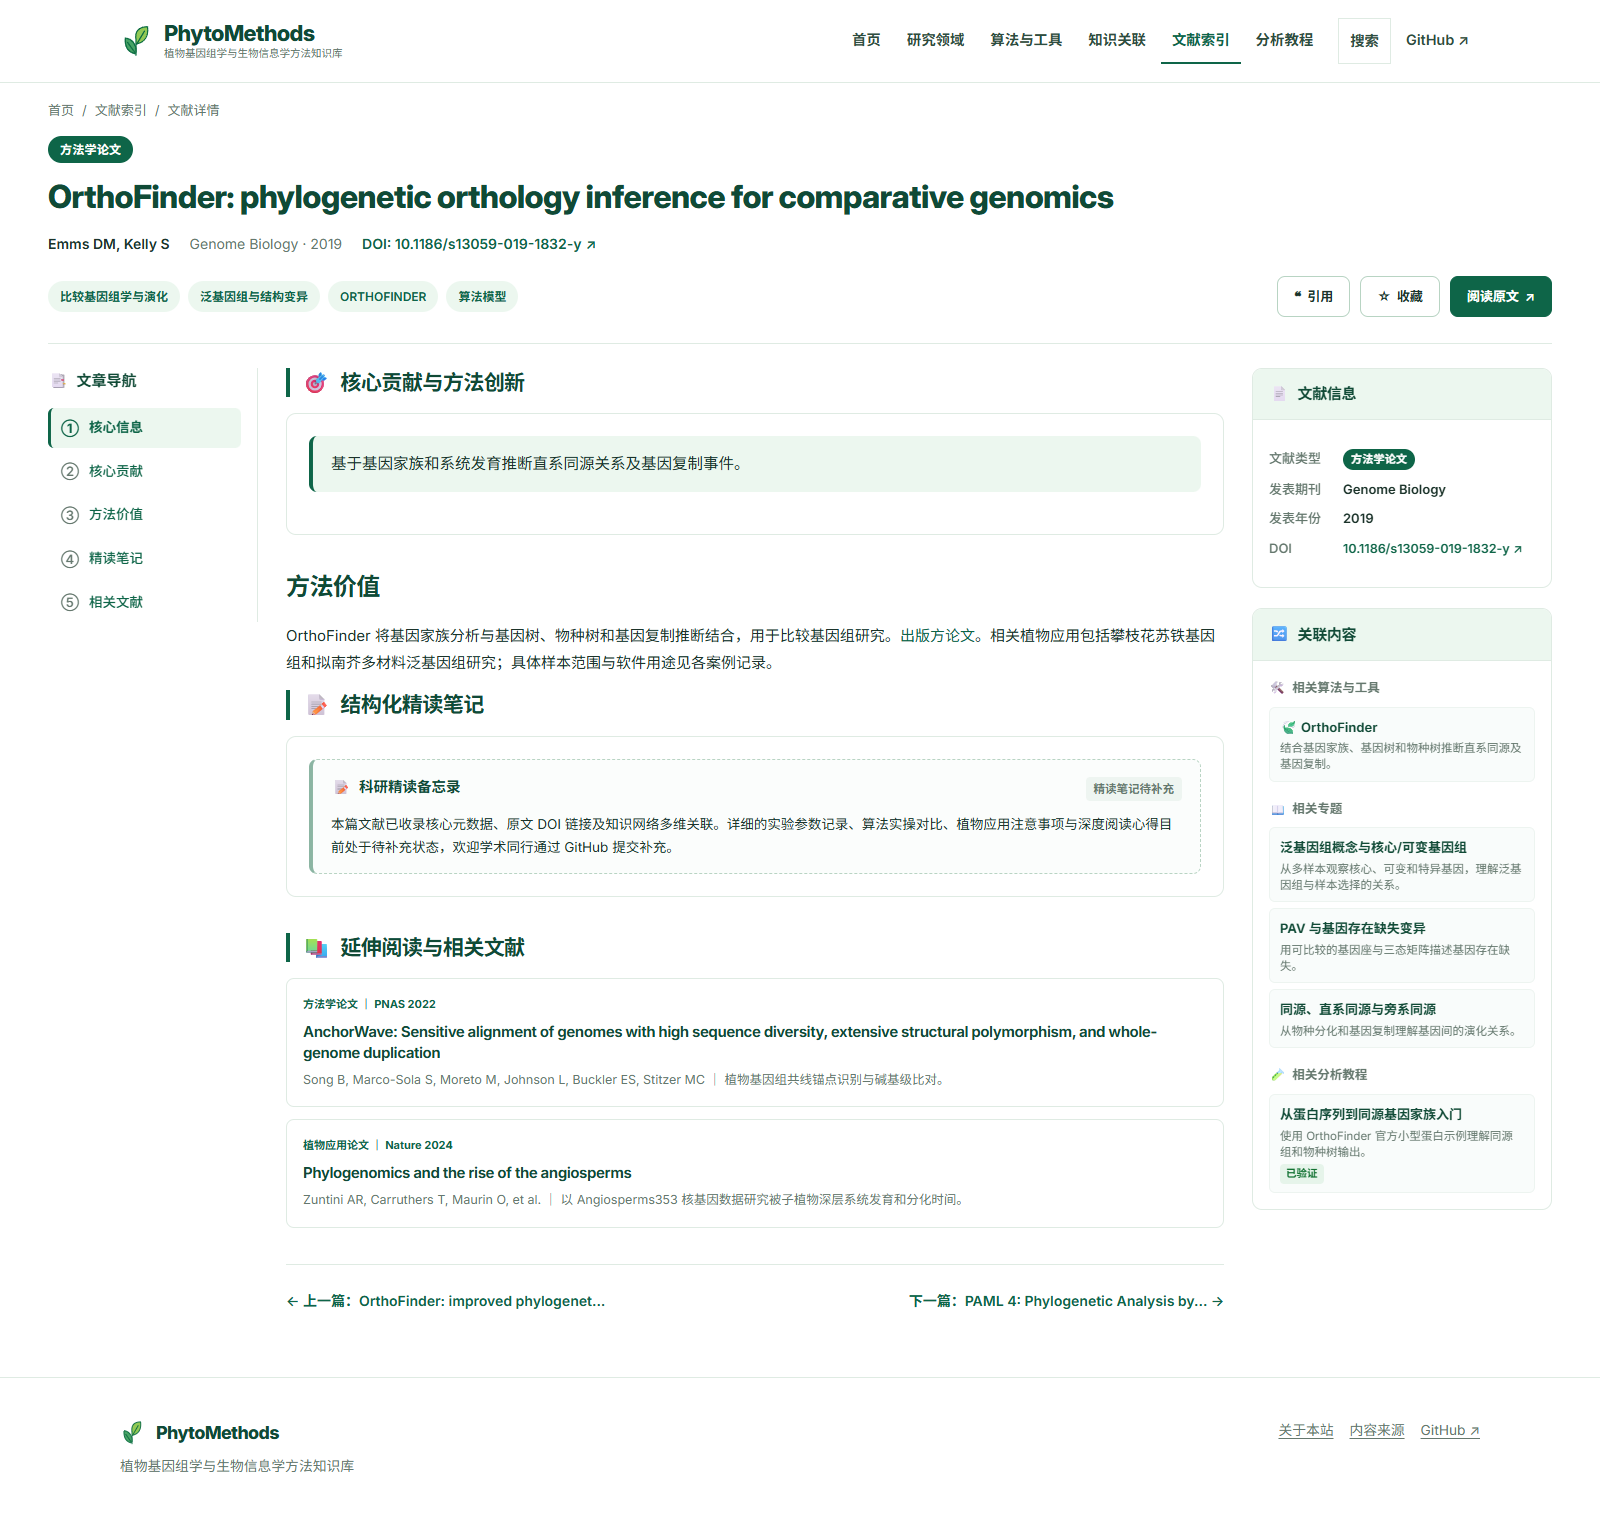 PhytoMethods
植物基因组学与生物信息学方法知识库
首页 研究领域 算法与工具 知识关联 文献索引 分析教程 搜索 GitHub ↗
首页 / 文献索引 / 文献详情
方法学论文
OrthoFinder: phylogenetic orthology inference for comparative genomics
Emms DM, Kelly S Genome Biology · 2019 DOI: 10.1186/s13059-019-1832-y ↗
比较基因组学与演化 泛基因组与结构变异 ORTHOFINDER 算法模型
❝ 引用 ☆ 收藏 阅读原文 ↗
文章导航
① 核心信息
② 核心贡献
③ 方法价值
④ 精读笔记
⑤ 相关文献
核心贡献与方法创新
基于基因家族和系统发育推断直系同源关系及基因复制事件。
方法价值
OrthoFinder 将基因家族分析与基因树、物种树和基因复制推断结合，用于比较基因组研究。出版方论文。相关植物应用包括攀枝花苏铁基因
组和拟南芥多材料泛基因组研究；具体样本范围与软件用途见各案例记录。
结构化精读笔记
科研精读备忘录
精读笔记待补充
本篇文献已收录核心元数据、原文 DOI 链接及知识网络多维关联。详细的实验参数记录、算法实操对比、植物应用注意事项与深度阅读心得目
前处于待补充状态，欢迎学术同行通过 GitHub 提交补充。
延伸阅读与相关文献
方法学论文 | PNAS 2022
AnchorWave: Sensitive alignment of genomes with high sequence diversity, extensive structural polymorphism, and whole-
genome duplication
Song B, Marco-Sola S, Moreto M, Johnson L, Buckler ES, Stitzer MC | 植物基因组共线锚点识别与碱基级比对。
植物应用论文 | Nature 2024
Phylogenomics and the rise of the angiosperms
Zuntini AR, Carruthers T, Maurin O, et al. | 以 Angiosperms353 核基因数据研究被子植物深层系统发育和分化时间。
← 上一篇：OrthoFinder: improved phylogenet...
下一篇：PAML 4: Phylogenetic Analysis by... →
文献信息
文献类型 方法学论文
发表期刊 Genome Biology
发表年份 2019
DOI 10.1186/s13059-019-1832-y ↗
关联内容
相关算法与工具
OrthoFinder
结合基因家族、基因树和物种树推断直系同源及
基因复制。
相关专题
泛基因组概念与核心/可变基因组
从多样本观察核心、可变和特异基因，理解泛基
因组与样本选择的关系。
PAV 与基因存在缺失变异
用可比较的基因座与三态矩阵描述基因存在缺
失。
同源、直系同源与旁系同源
从物种分化和基因复制理解基因间的演化关系。
相关分析教程
从蛋白序列到同源基因家族入门
使用 OrthoFinder 官方小型蛋白示例理解同源
组和物种树输出。
已验证
PhytoMethods
植物基因组学与生物信息学方法知识库
关于本站 内容来源 GitHub ↗